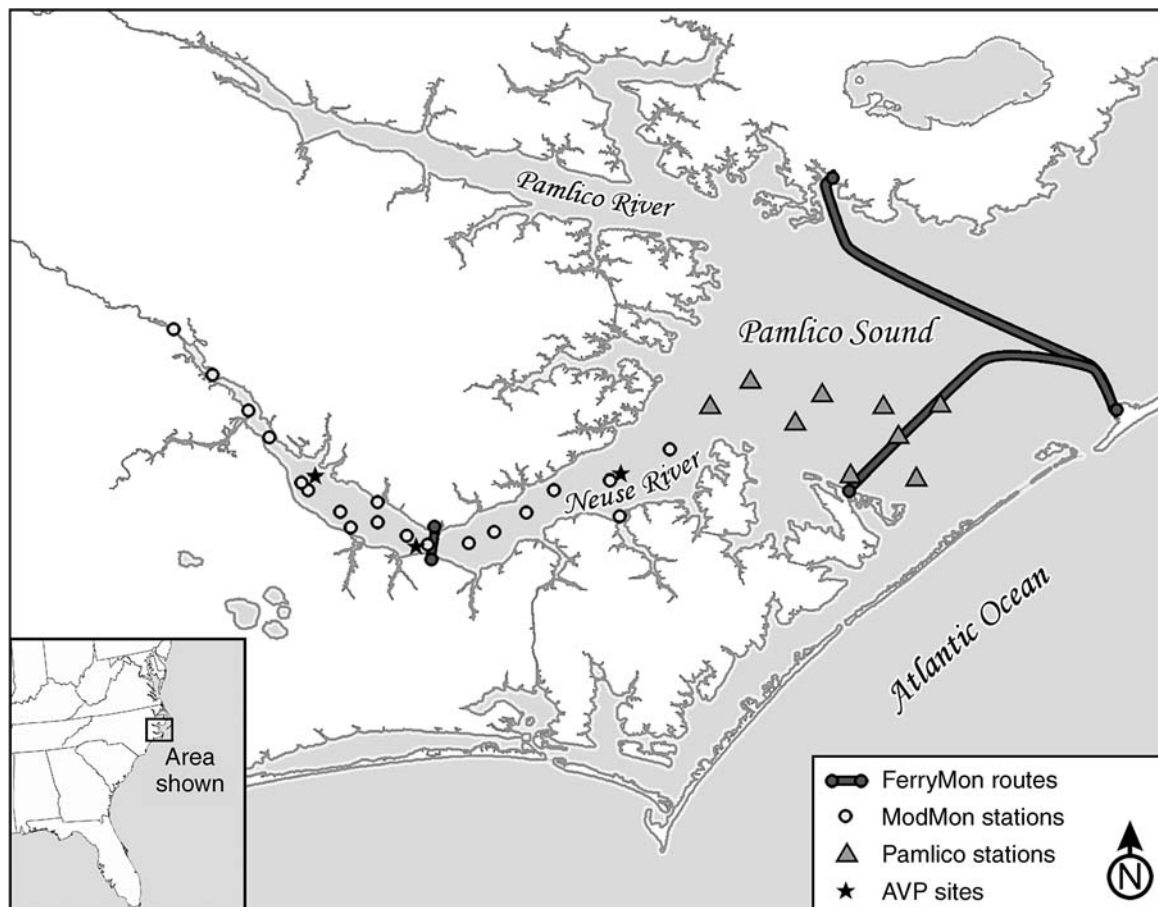 Pamlico River
Pamlico Sound
Neuse River
Atlantic Ocean
Area
shown
FerryMon routes
ModMon stations
Pamlico stations
AVP sites
N